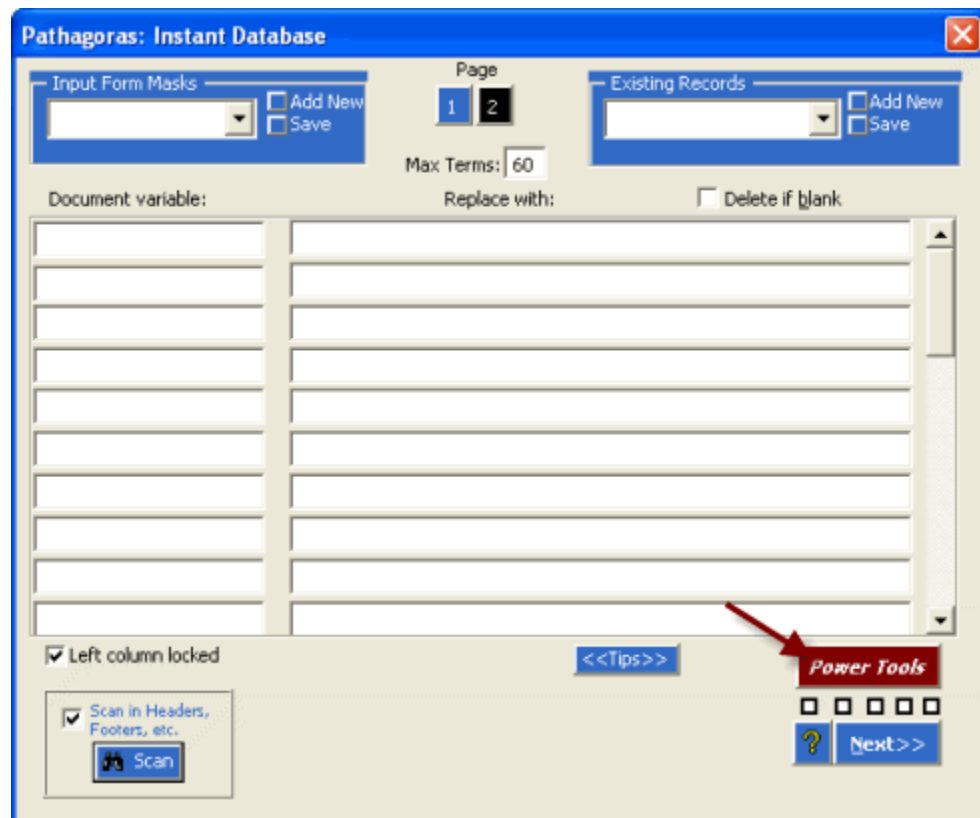 Pathagoras: Instant Database
Input Form Masks
Add New
Save
Page
1 2
Max Terms: 60
Existing Records
Add New
Save
Document variable:
Replace with:
Delete if blank
Left column locked
<<Tips>>
Power Tools
Scan in Headers,
Footers, etc.
Scan
?
Next>>